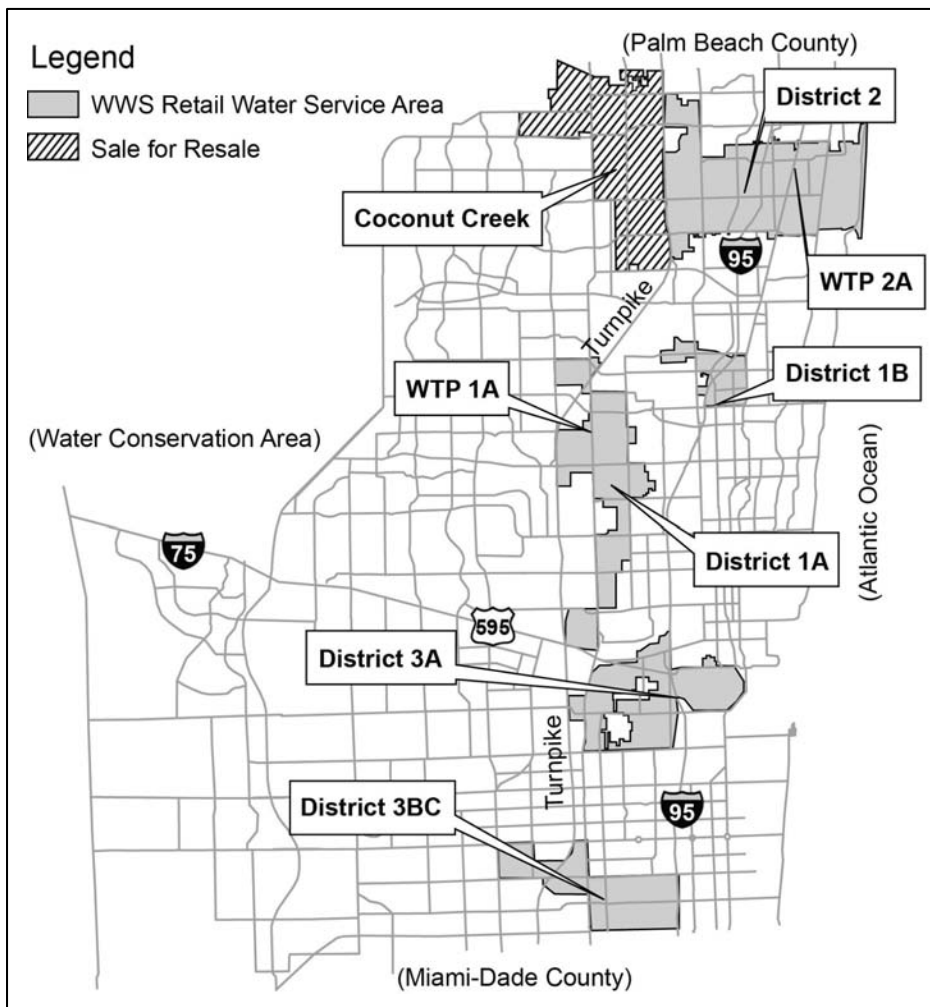 (Palm Beach County)
Legend
WWS Retail Water Service Area
Sale for Resale
District 2
Coconut Creek
95
WTP 2A
Turnpike
WTP 1A
District 1B
(Water Conservation Area)
(Atlantic Ocean)
75
District 1A
595
District 3A
Turnpike
District 3BC
95
(Miami-Dade County)